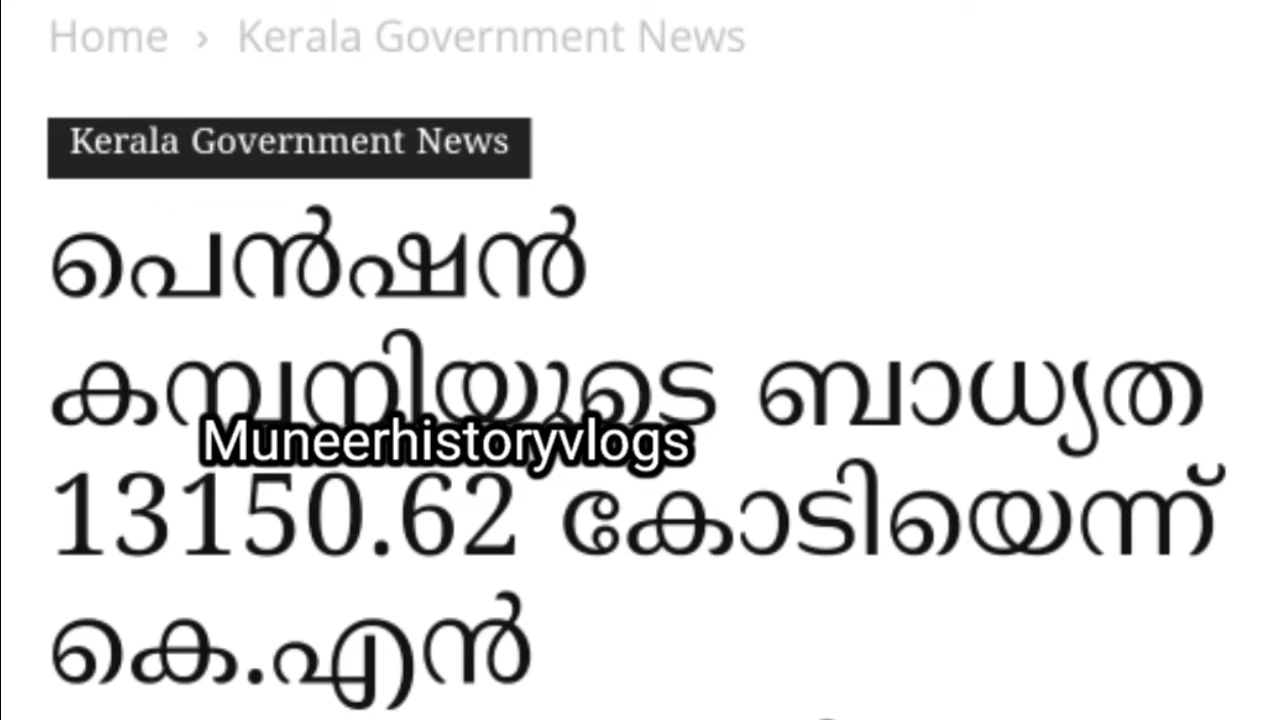 Home › Kerala Government News
Kerala Government News
പെൻഷൻ
കമ്പനിയുടെ ബാധ്യത
Muneerhistoryvlogs
13150.62 കോടിയെന്ന്
കെ.എൻ